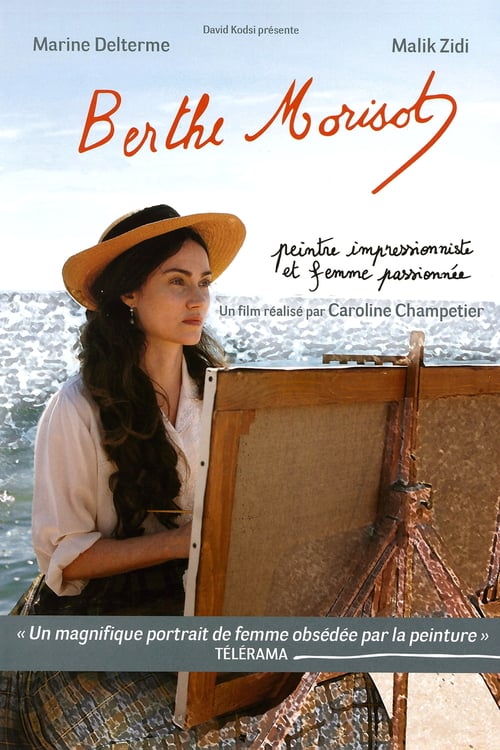 David Kodsi présente
Marine Delterme Malik Zidi
Berthe Morisot
peintre impressionniste
et femme passionnée
Un film réalisé par Caroline Champetier
« Un magnifique portrait de femme obsédée par la peinture »
TÉLÉRAMA